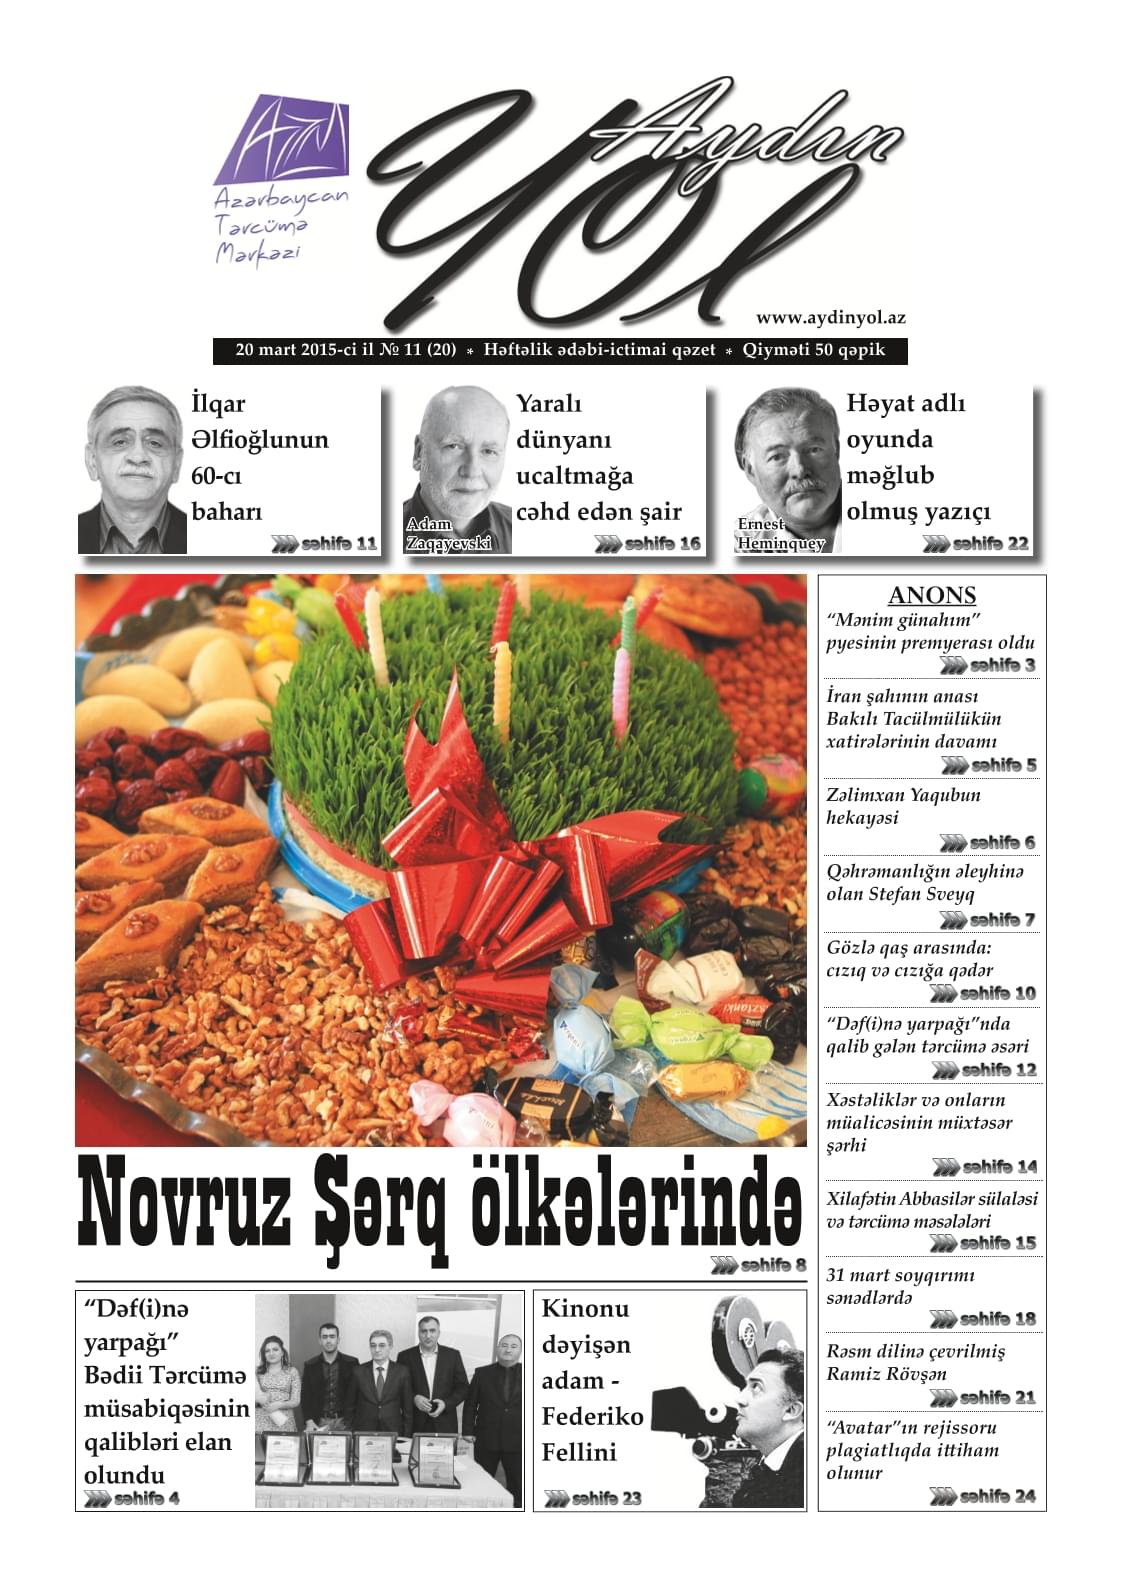 AZTM
Azərbaycan
Tərcümə
Mərkəzi
Aydın
Yol
www.aydinyol.az
20 mart 2015-ci il № 11 (20) * Həftəlik ədəbi-ictimai qəzet * Qiyməti 50 qəpik
İlqar
Əlfioğlunun
60-cı
baharı
səhifə 11
Yaralı
dünyanı
ucaltmağa
cəhd edən şair
Adam
Zaqayevski
səhifə 16
Həyat adlı
oyunda
məğlub
olmuş yazıçı
Ernest
Heminquey
səhifə 22
Novruz Şərq ölkələrində
səhifə 8
“Dəf(i)nə
yarpağı”
Bədii Tərcümə
müsabiqəsinin
qalibləri elan
olundu
səhifə 4
Kinonu
dəyişən
adam -
Federiko
Fellini
səhifə 23
ANONS
“Mənim günahım”
pyesinin premyerası oldu
səhifə 3
İran şahının anası
Bakılı Tacülmülükün
xatirələrinin davamı
səhifə 5
Zəlimxan Yaqubun
hekayəsi
səhifə 6
Qəhrəmanlığın əleyhinə
olan Stefan Sveyq
səhifə 7
Gözlə qaş arasında:
cızıq və cızığa qədər
səhifə 10
“Dəf(i)nə yarpağı”nda
qalib gələn tərcümə əsəri
səhifə 12
Xəstəliklər və onların
müalicəsinin müxtəsər
şərhi
səhifə 14
Xilafətin Abbasilər sülaləsi
və tərcümə məsələləri
səhifə 15
31 mart soyqırımı
sənədlərdə
səhifə 18
Rəsm dilinə çevrilmiş
Ramiz Rövşən
səhifə 21
“Avatar”ın rejissoru
plagiatlıqda ittiham
olunur
səhifə 24